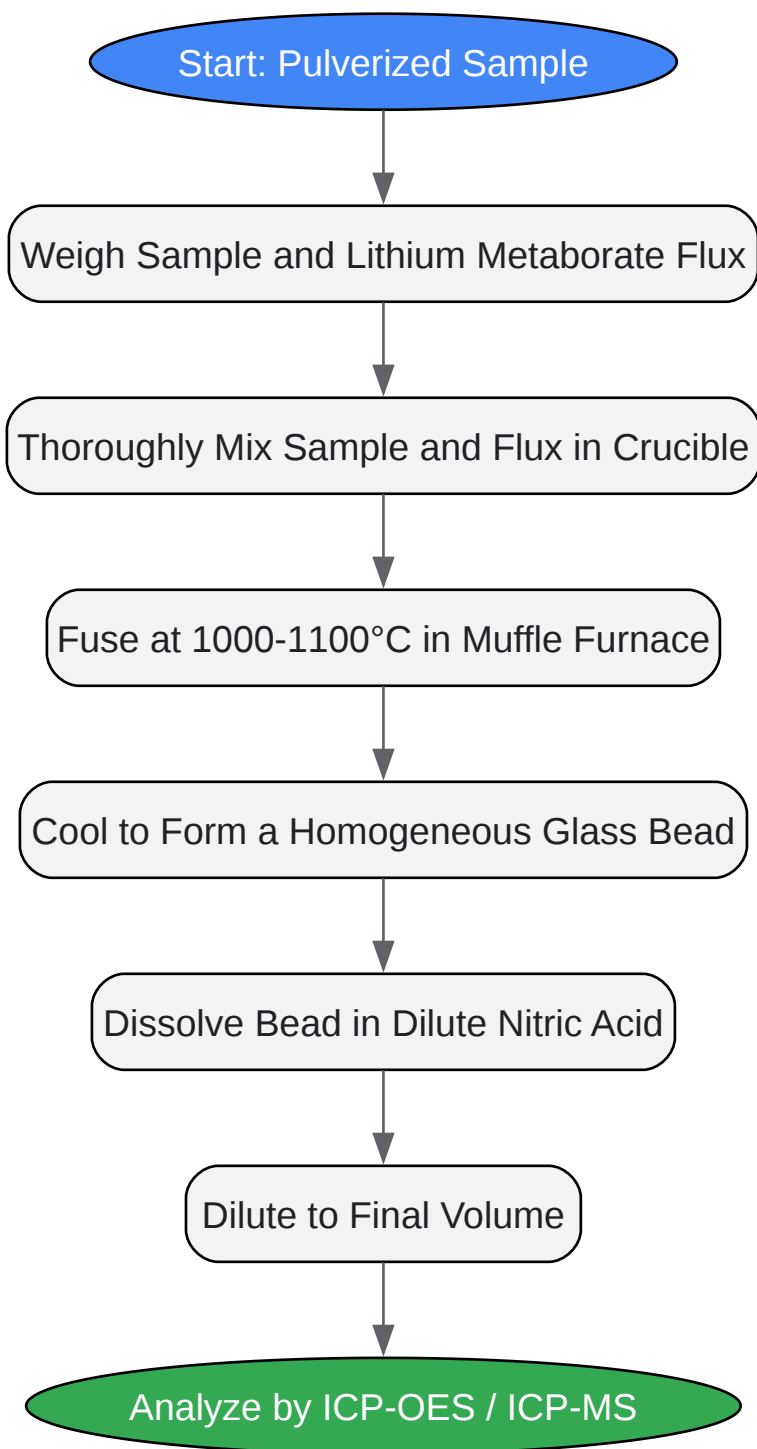 Start: Pulverized Sample
Weigh Sample and Lithium Metaborate Flux
Thoroughly Mix Sample and Flux in Crucible
Fuse at 1000-1100°C in Muffle Furnace
Cool to Form a Homogeneous Glass Bead
Dissolve Bead in Dilute Nitric Acid
Dilute to Final Volume
Analyze by ICP-OES / ICP-MS